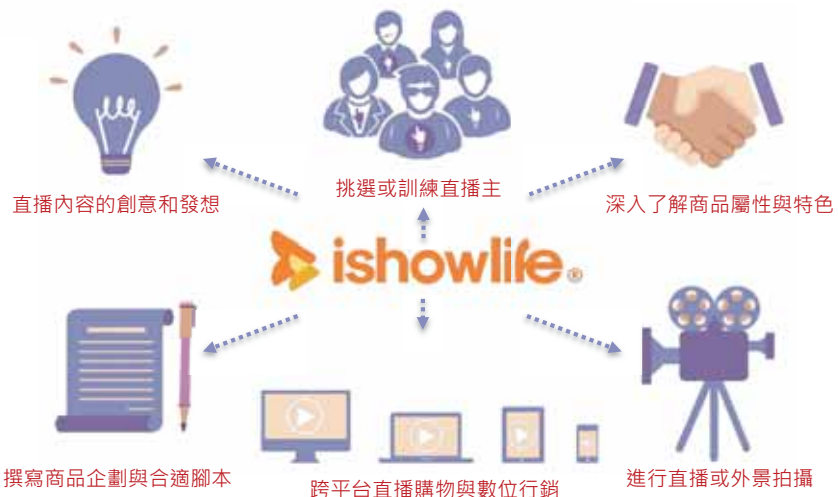 挑選或訓練直播主
直播內容的創意和發想
深入了解商品屬性與特色
ishowlife®
撰寫商品企劃與合適腳本
跨平台直播購物與數位行銷
進行直播或外景拍攝